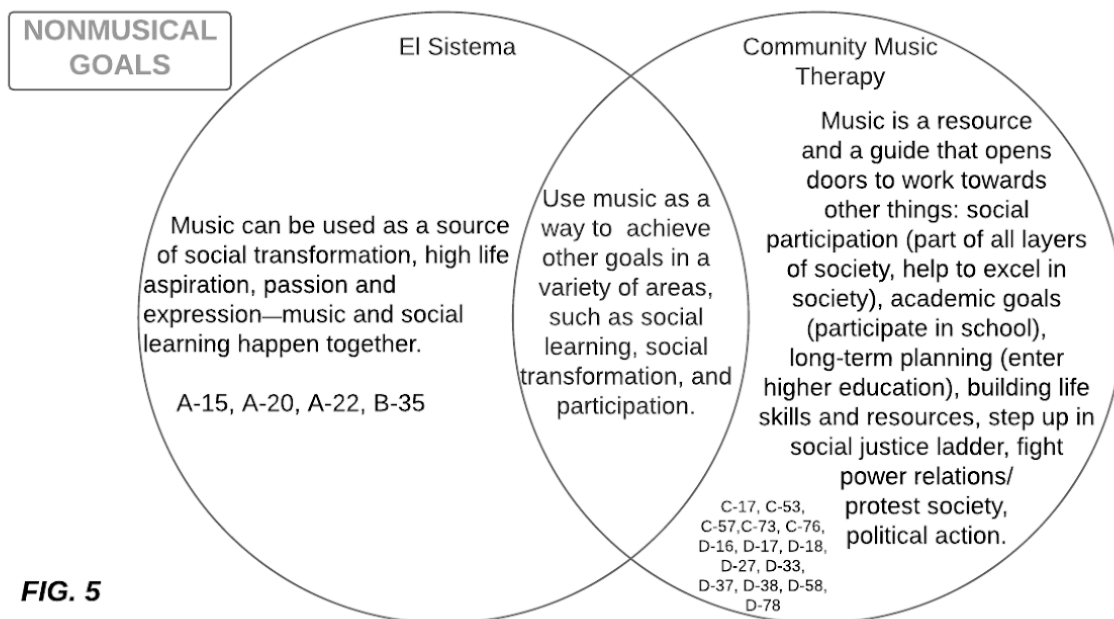 NONMUSICAL
GOALS
El Sistema
Community Music
Therapy
Music can be used as a source
of social transformation, high life
aspiration, passion and
expression—music and social
learning happen together.
A-15, A-20, A-22, B-35
Use music as a
way to achieve
other goals in a
variety of areas,
such as social
learning, social
transformation, and
participation.
Music is a resource
and a guide that opens
doors to work towards
other things: social
participation (part of all layers
of society, help to excel in
society), academic goals
(participate in school),
long-term planning (enter
higher education), building life
skills and resources, step up in
social justice ladder, fight
power relations/
protest society,
political action.
C-17, C-53,
C-57,C-73, C-76,
D-16, D-17, D-18,
D-27, D-33,
D-37, D-38, D-58,
D-78
FIG. 5